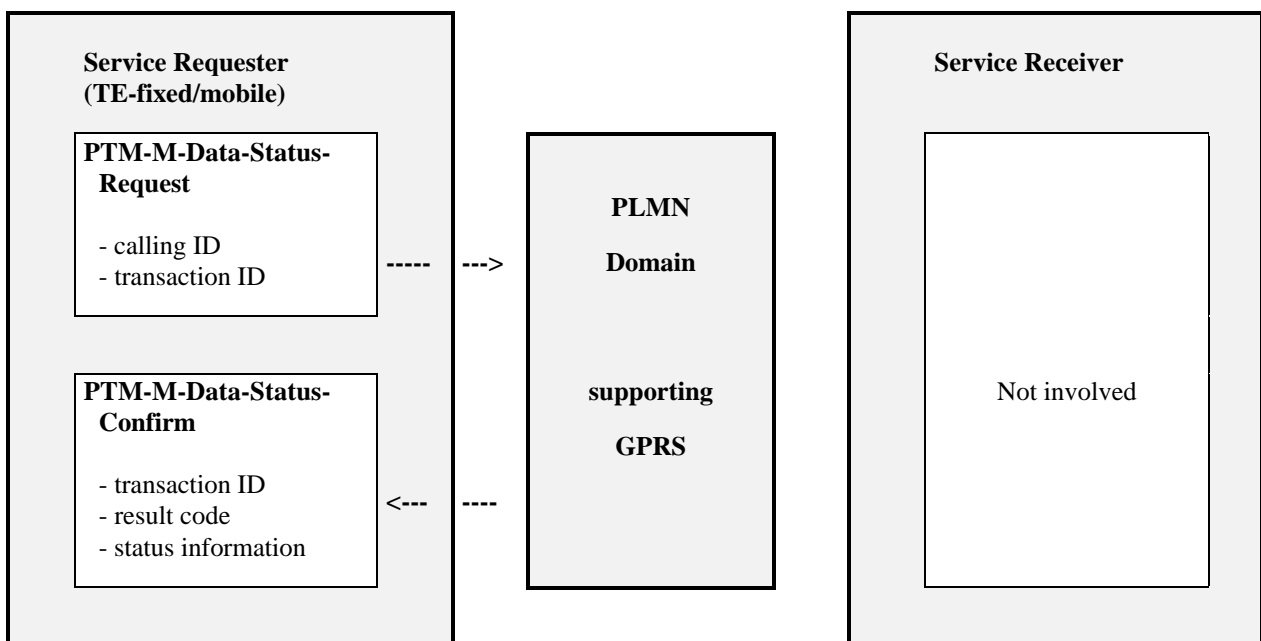 Service Requester
(TE-fixed/mobile)
PTM-M-Data-Status-
Request
- calling ID
- transaction ID
----- --->
PTM-M-Data-Status-
Confirm
- transaction ID
- result code
- status information
<--- ----
PLMN
Domain
supporting
GPRS
Service Receiver
Not involved